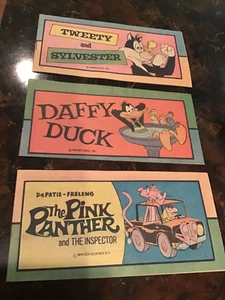 TWEETY
and
SYLVESTER
DAFFY
DUCK
DePATIE-FRELENG
The PINK
PANTHER
and THE INSPECTOR